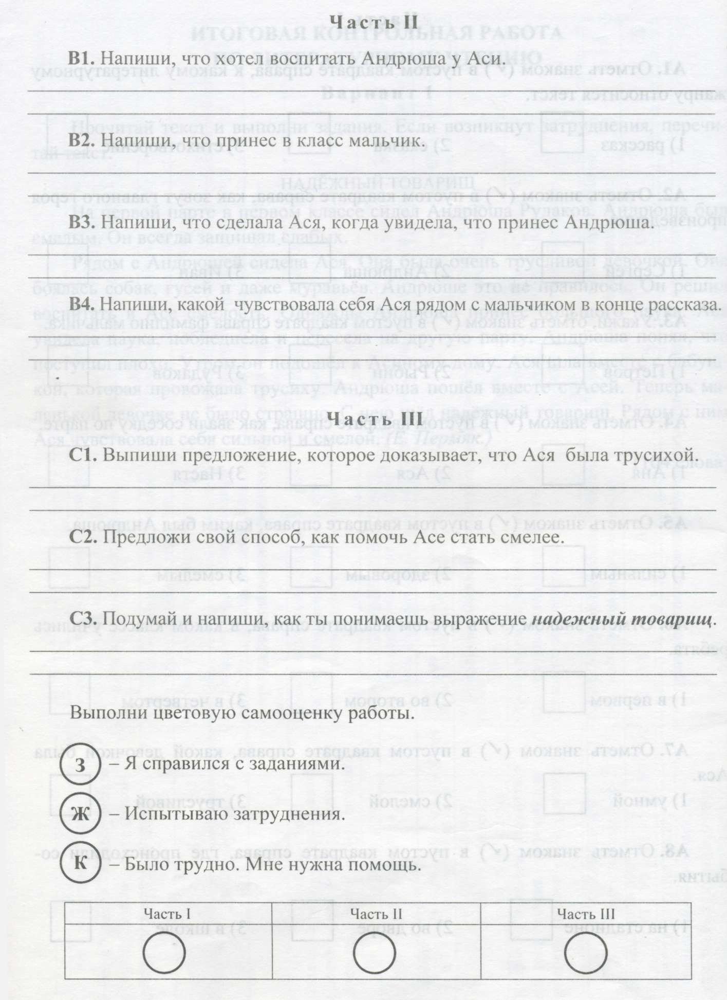 Часть II
В1. Напиши, что хотел воспитать Андрюша у Аси.
В2. Напиши, что принес в класс мальчик.
В3. Напиши, что сделала Ася, когда увидела, что принес Андрюша.
В4. Напиши, какой чувствовала себя Ася рядом с мальчиком в конце рассказа.
Часть III
С1. Выпиши предложение, которое доказывает, что Ася была трусихой.
С2. Предложи свой способ, как помочь Асе стать смелее.
С3. Подумай и напиши, как ты понимаешь выражение надежный товарищ.
Выполни цветовую самооценку работы.
З – Я справился с заданиями.
Ж – Испытываю затруднения.
К – Было трудно. Мне нужна помощь.
Часть I Часть II Часть III